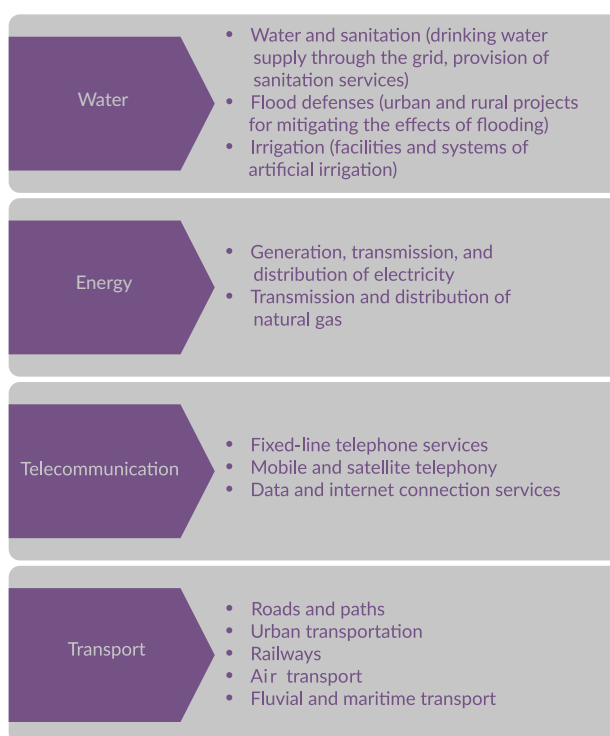 Water
• Water and sanitation (drinking water
supply through the grid, provision of
sanitation services)
• Flood defenses (urban and rural projects
for mitigating the effects of flooding)
• Irrigation (facilities and systems of
artificial irrigation)
Energy
• Generation, transmission, and
distribution of electricity
• Transmission and distribution of
natural gas
Telecommunication
• Fixed-line telephone services
• Mobile and satellite telephony
• Data and internet connection services
Transport
• Roads and paths
• Urban transportation
• Railways
• Air transport
• Fluvial and maritime transport